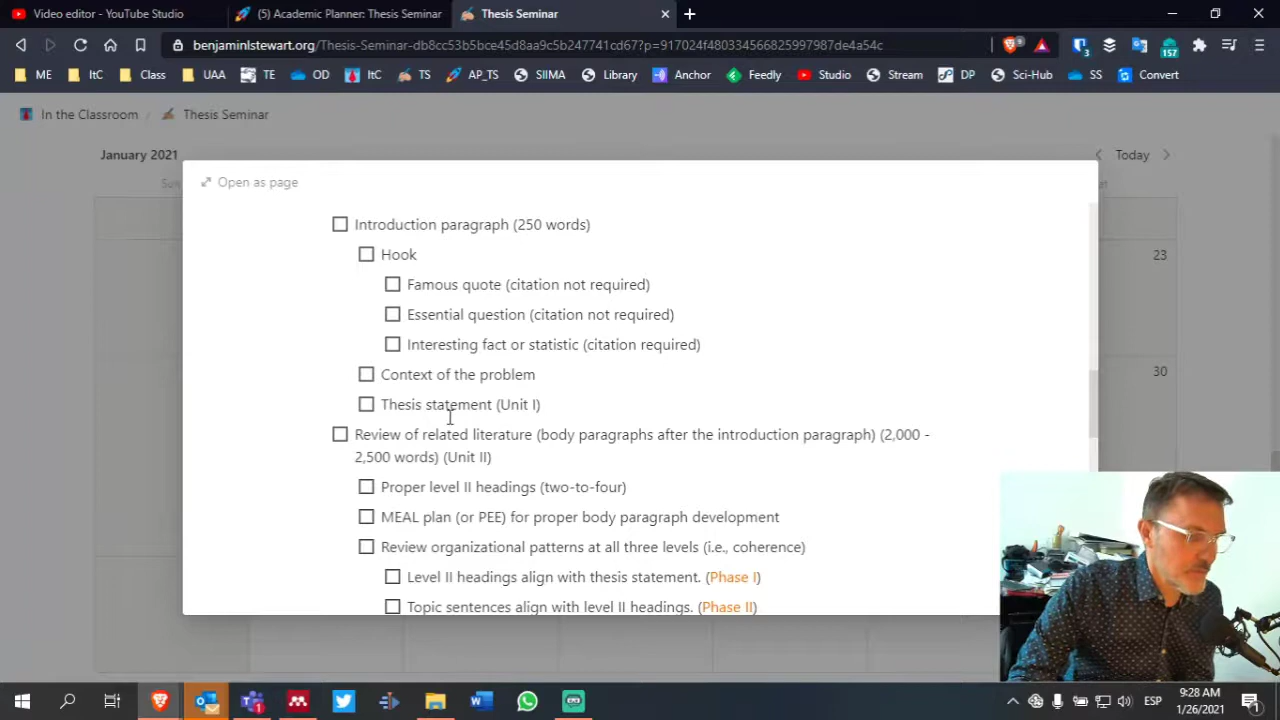 Video editor - YouTube Studio
(5) Academic Planner: Thesis Seminar
Thesis Seminar
benjaminlstewart.org/Thesis-Seminar-db8cc53b5bce45d8aa9c5b247741cd67?p=917024f480334566825997987de4a54c
ME ItC Class UAA TE OD ItC TS AP_TS SIIMA Library Anchor Feedly Studio Stream DP Sci-Hub SS Convert
3
157
In the Classroom / Thesis Seminar
January 2021
Today
Open as page
23
30
Introduction paragraph (250 words)
Hook
Famous quote (citation not required)
Essential question (citation not required)
Interesting fact or statistic (citation required)
Context of the problem
Thesis statement (Unit I)
Review of related literature (body paragraphs after the introduction paragraph) (2,000 -
2,500 words) (Unit II)
Proper level II headings (two-to-four)
MEAL plan (or PEE) for proper body paragraph development
Review organizational patterns at all three levels (i.e., coherence)
Level II headings align with thesis statement. (Phase I)
Topic sentences align with level II headings. (Phase II)
ESP
9:28 AM
1/26/2021